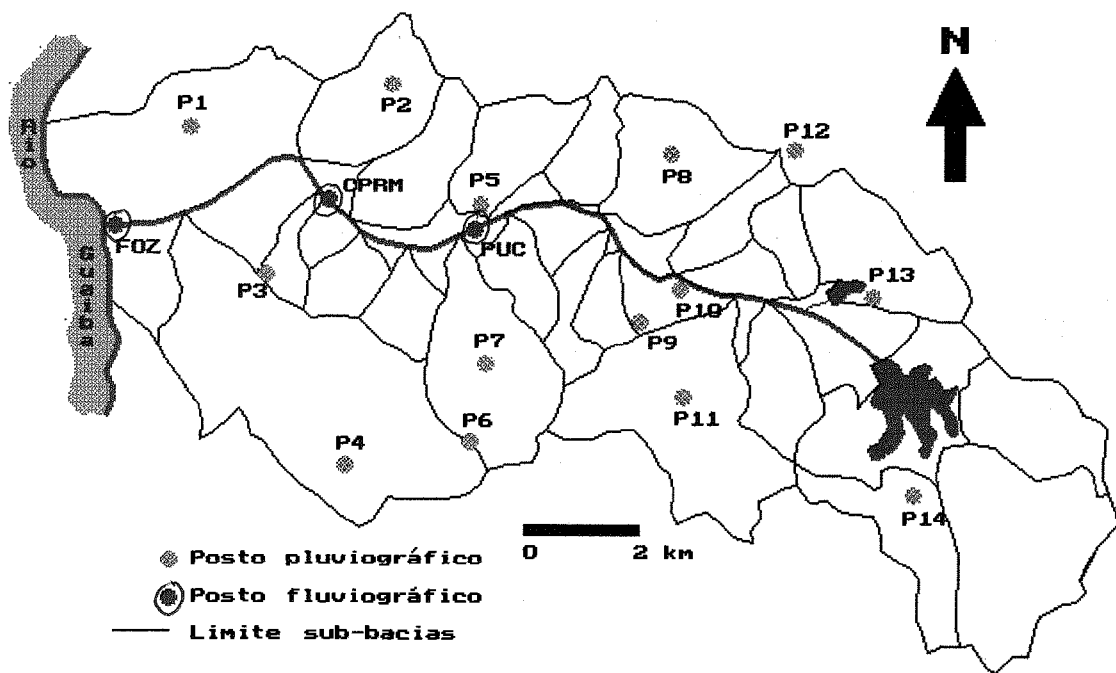 N
P1
P2
P12
Rio
P8
CPRM
P5
FOZ
PUC
Guaiba
P3
P13
P10
P9
P7
P11
P6
P4
P14
0 2 km
Posto pluviográfico
Posto fluviográfico
Limite sub-bacias